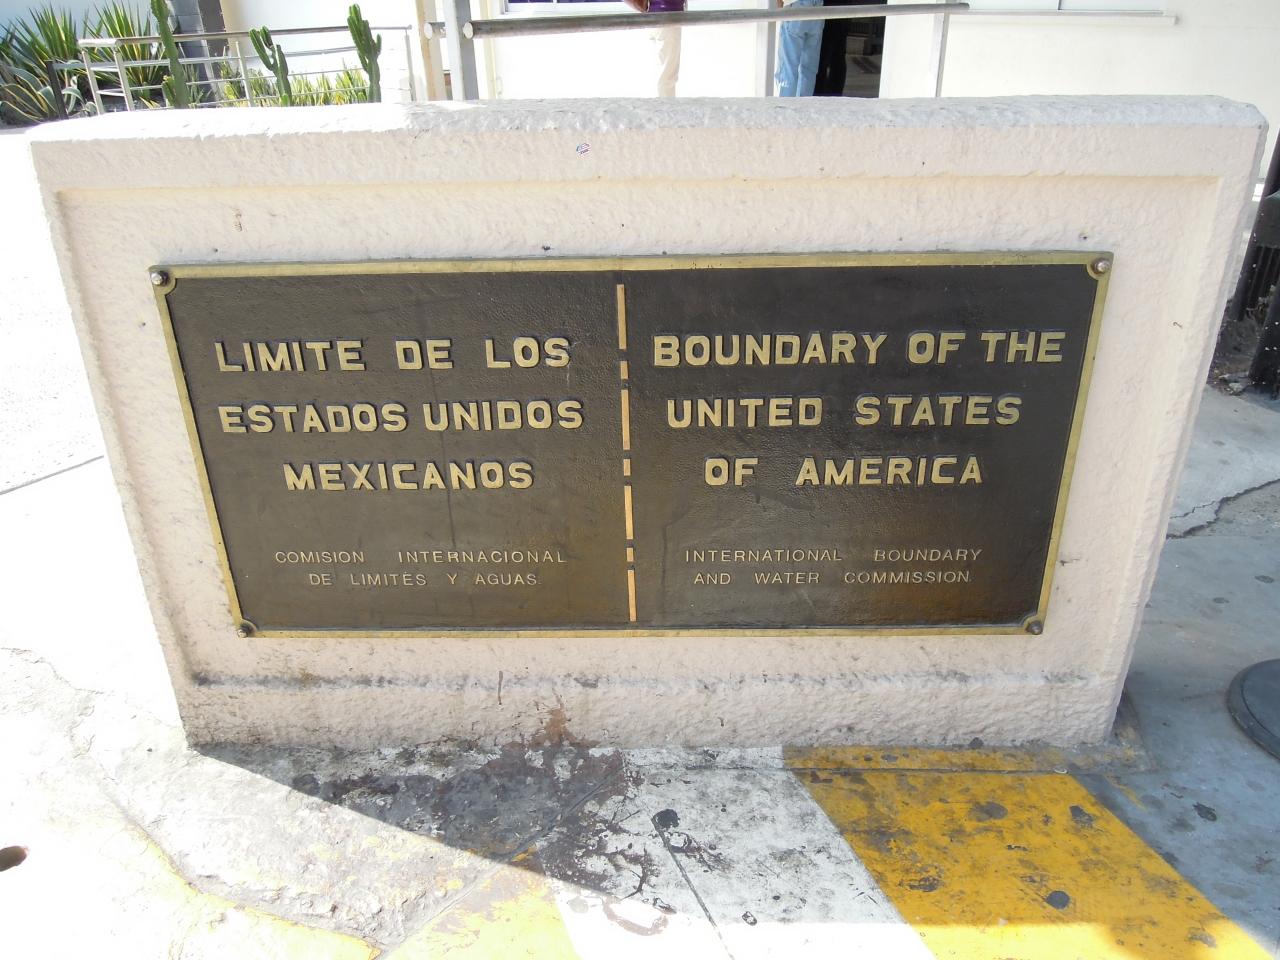 LIMITE DE LOS
ESTADOS UNIDOS
MEXICANOS
COMISION INTERNACIONAL
DE LIMITES Y AGUAS.
BOUNDARY OF THE
UNITED STATES
OF AMERICA
INTERNATIONAL BOUNDARY
AND WATER COMMISSION.